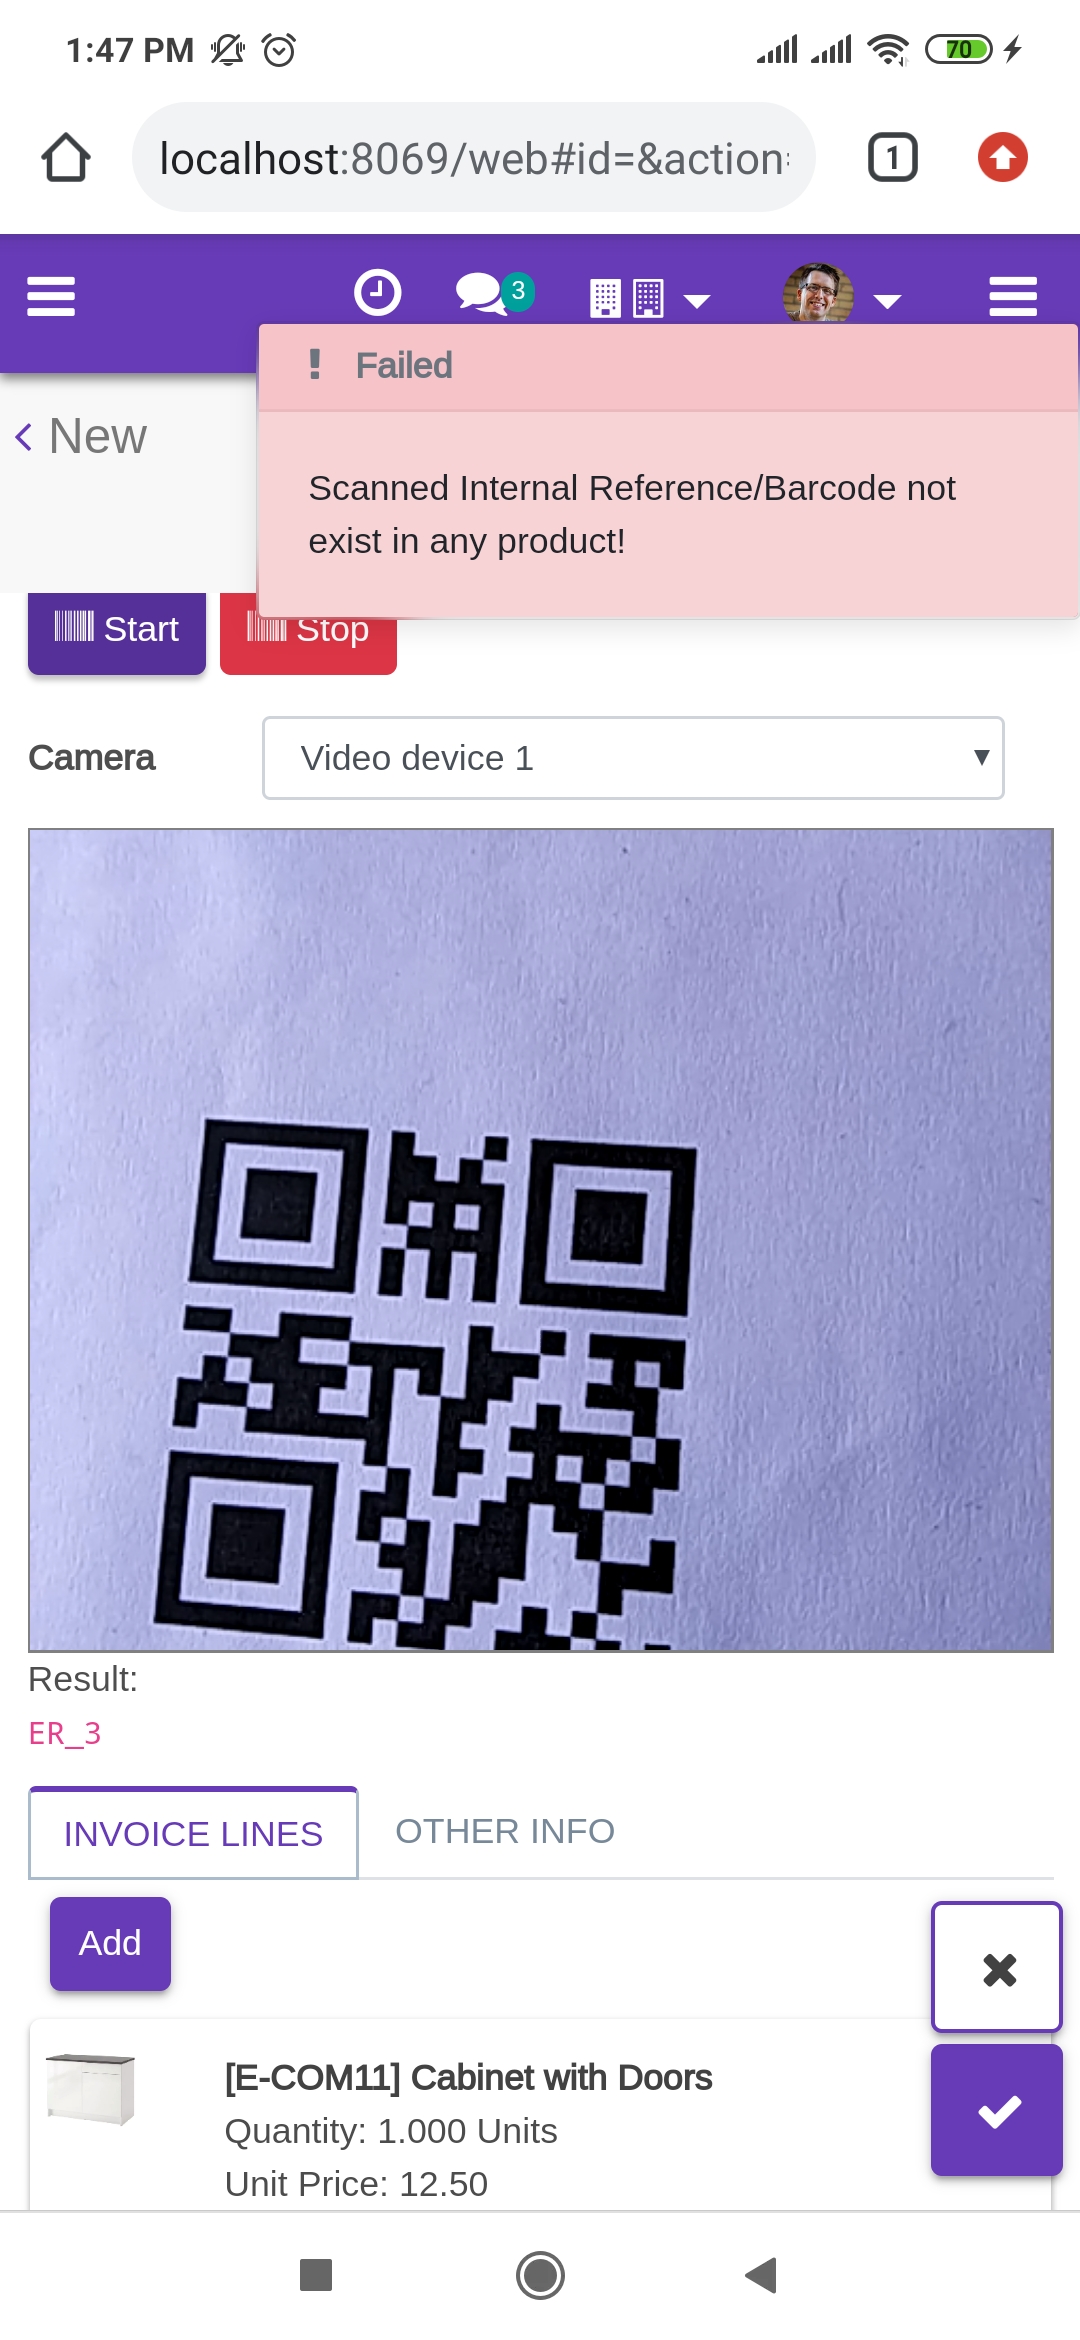 1:47 PM
70
localhost:8069/web#id=&action
1
3
Failed
New
Scanned Internal Reference/Barcode not
exist in any product!
Start
Stop
Camera
Video device 1
Result:
ER_3
INVOICE LINES
OTHER INFO
Add
[E-COM11] Cabinet with Doors
Quantity: 1.000 Units
Unit Price: 12.50